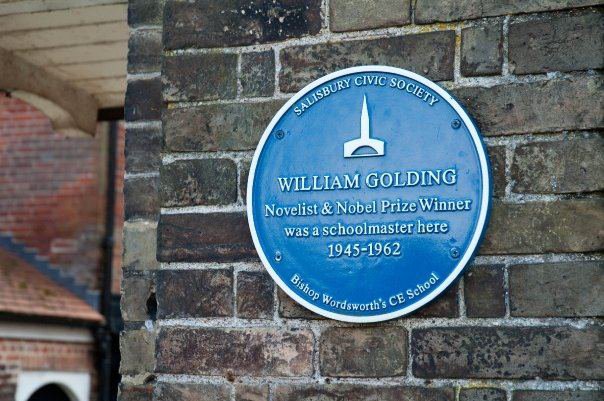 SALISBURY CIVIC SOCIETY
WILLIAM GOLDING
Novelist & Nobel Prize Winner
was a schoolmaster here
1945-1962
Bishop Wordsworth's CE School